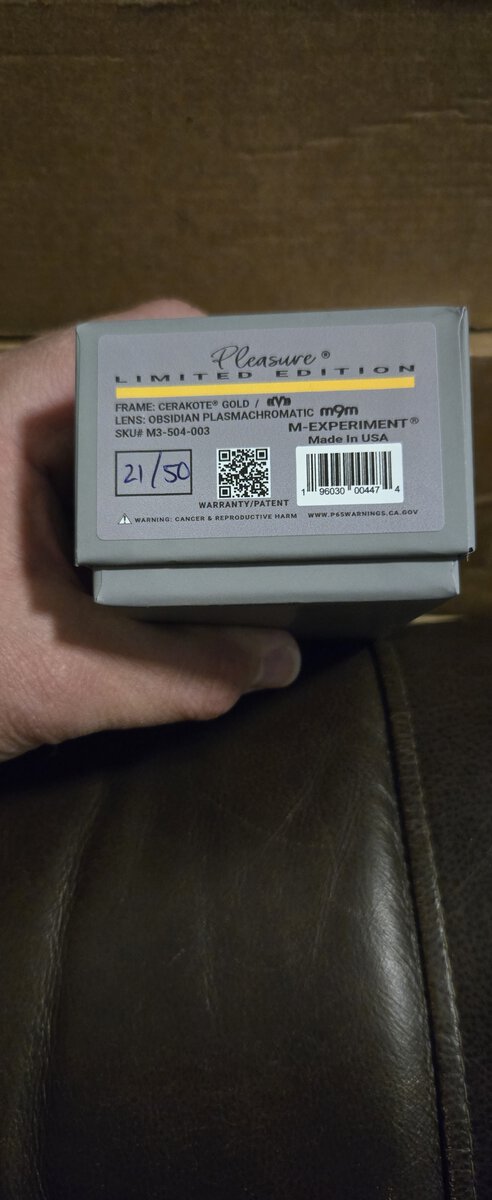 Pleasure®
LIMITED EDITION
FRAME: CERAKOTE® GOLD /
LENS: OBSIDIAN PLASMACHROMATIC m9m
SKU# M3-504-003
M-EXPERIMENT®
Made In USA
21/50
1 96030 00447 4
WARRANTY/PATENT
WARNING: CANCER & REPRODUCTIVE HARM WWW.P65WARNINGS.CA.GOV